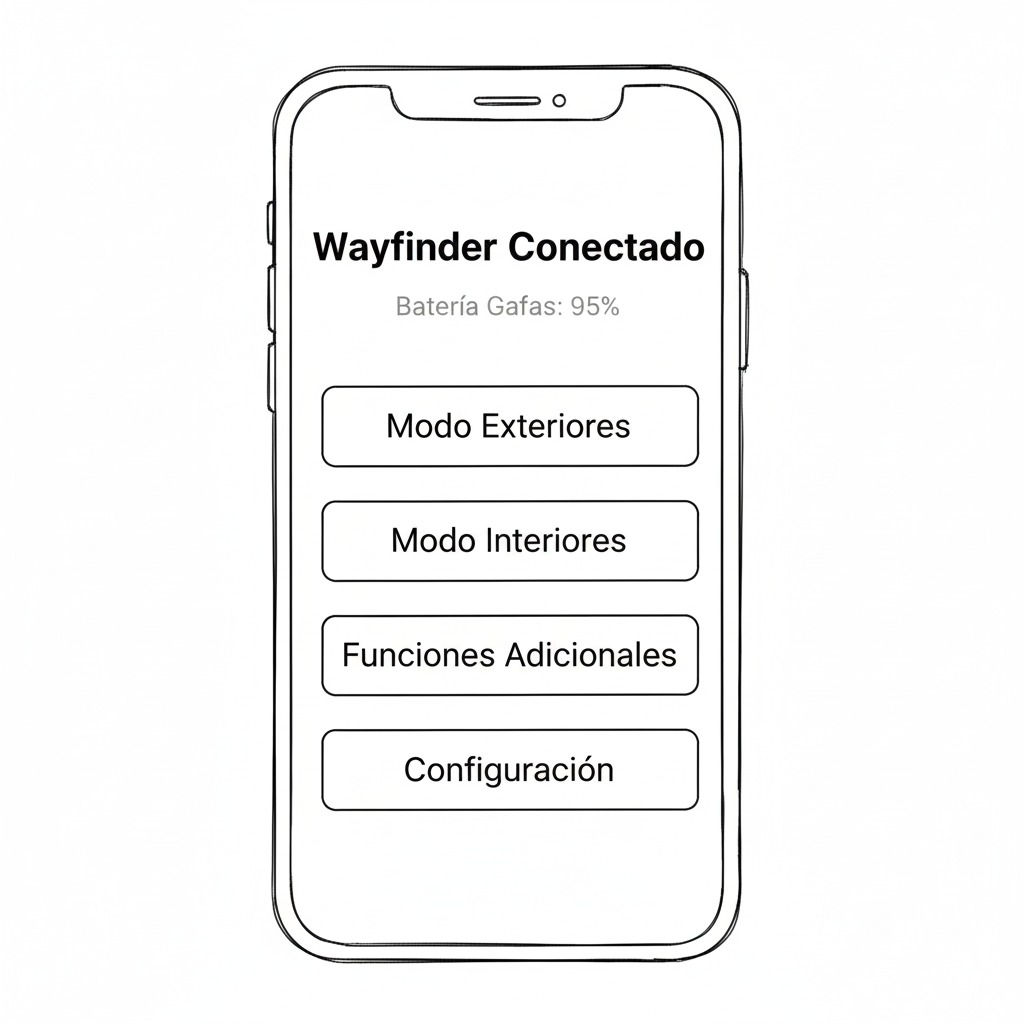 Wayfinder Conectado
Batería Gafas: 95%
Modo Exteriores
Modo Interiores
Funciones Adicionales
Configuración